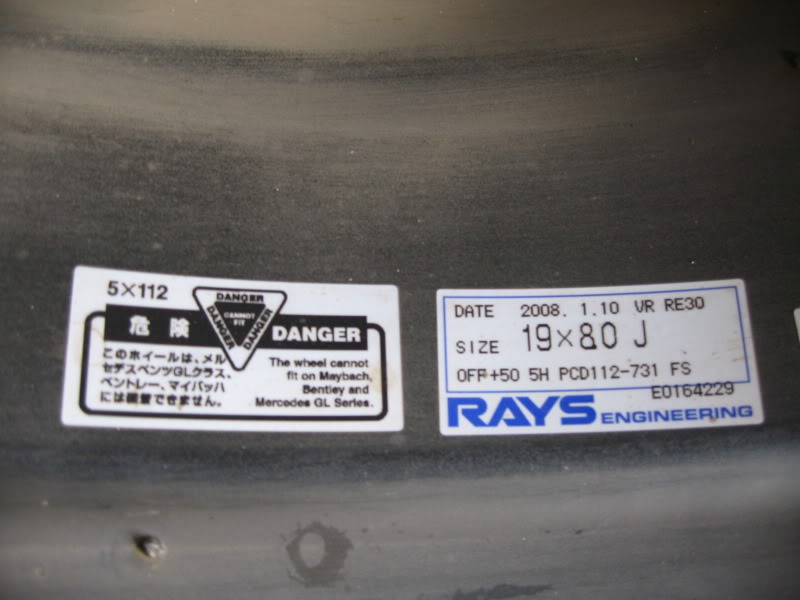 5×112
DANGER
DANGER
DANGER
CANNOT
FIT
危険
DANGER
このホイールは、メル
セデスベンツGLクラス、
ベントレー、マイバッハ
には装着できません。
The wheel cannot
fit on Maybach,
Bentley and
Mercedes GL Series.
DATE 2008. 1.10 VR RE30
SIZE 19×8.0 J
OFF+50 5H PCD112-731 FS
E0164229
RAYS ENGINEERING